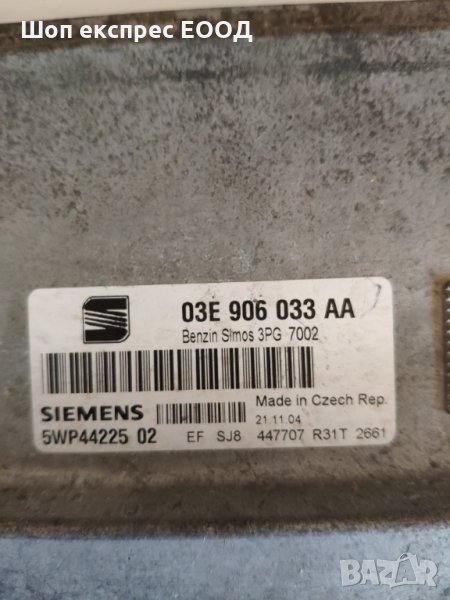 Шоп експрес ЕООД
03E 906 033 AA
Benzin Simos 3PG 7002
Made in Czech Rep.
SIEMENS
21.11.04
5WP44225 02
EF SJ8 447707 R31T 2661
BAZAR